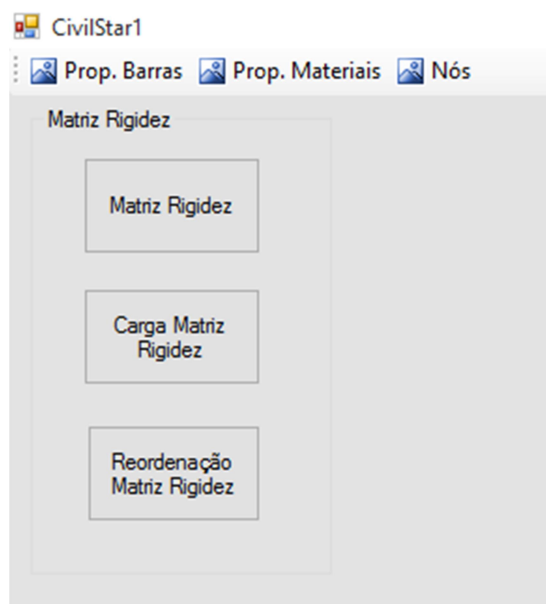 CivilStar1
Prop. Barras Prop. Materiais Nós
Matriz Rigidez
Matriz Rigidez
Carga Matriz
Rigidez
Reordenação
Matriz Rigidez